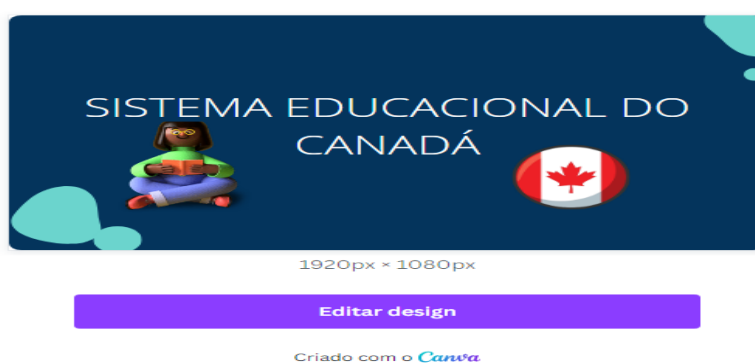 SISTEMA EDUCACIONAL DO
CANADÁ
1920px × 1080px
Editar design
Criado com o Canva